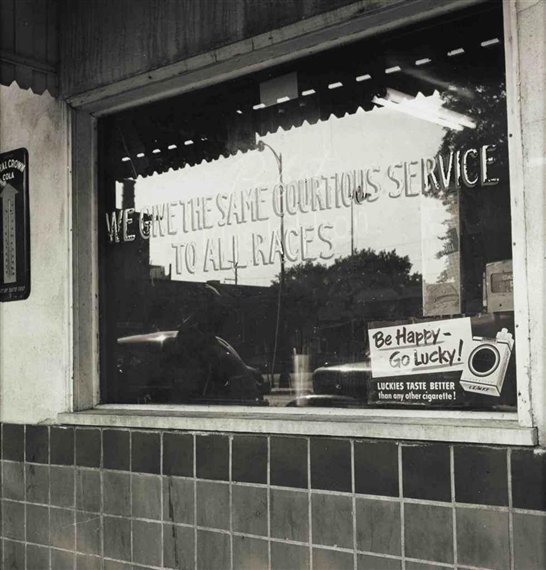 WE GIVE THE SAME COURTIOUS SERVICE
TO ALL RACES
CROWN
COLA
Be Happy-
Go Lucky!
LUCKIES TASTE BETTER
than any other cigarette!